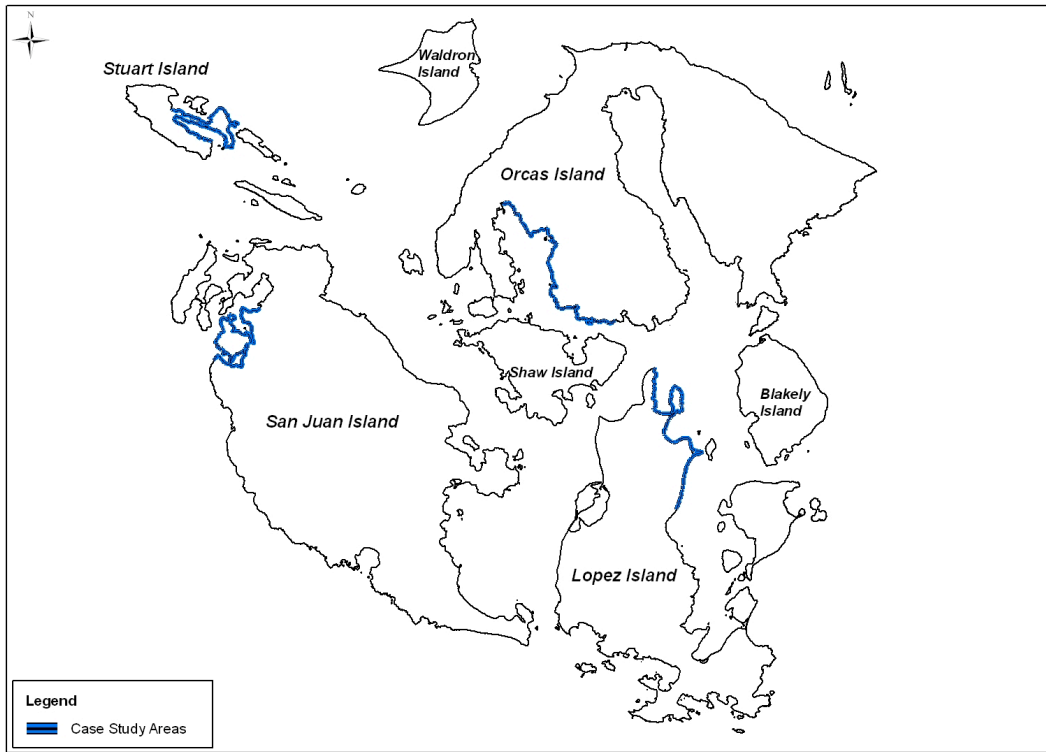 N
Waldron
Island
Stuart Island
Orcas Island
Shaw Island
Blakely
Island
San Juan Island
Lopez Island
Legend
Case Study Areas